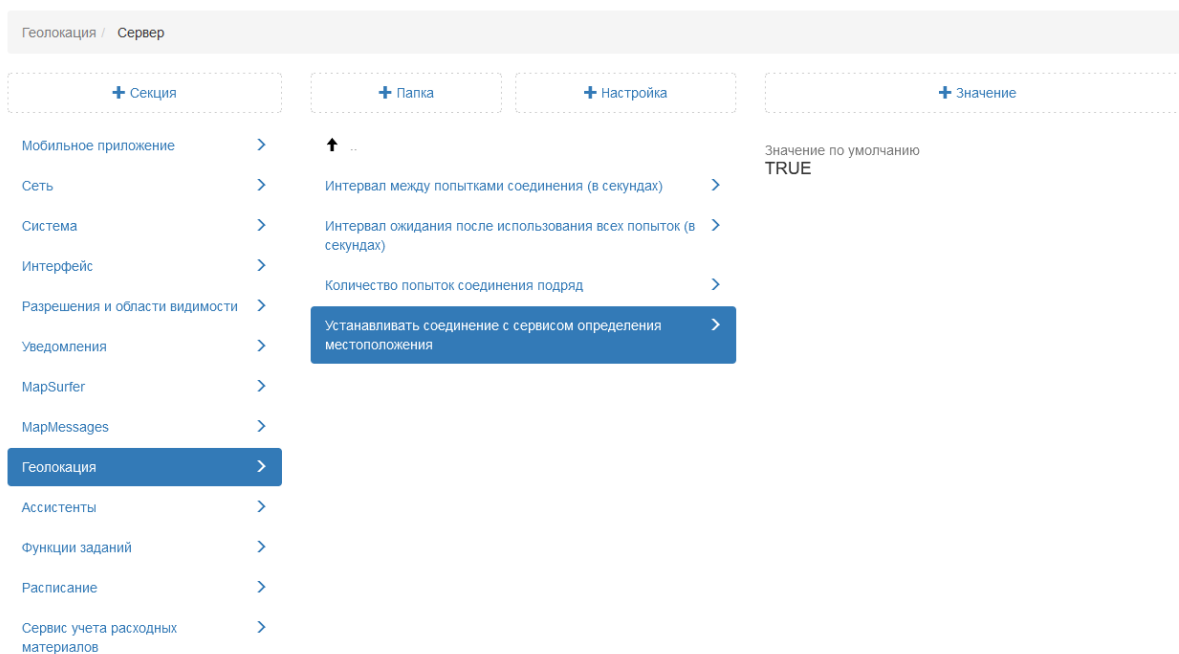 Геолокация / Сервер
+ Секция
+ Папка
+ Настройка
+ Значение
Мобильное приложение
Сеть
Система
Интерфейс
Разрешения и области видимости
Уведомления
MapSurfer
MapMessages
Геолокация
Ассистенты
Функции заданий
Расписание
Сервис учета расходных
материалов
..
Интервал между попытками соединения (в секундах)
Интервал ожидания после использования всех попыток (в
секундах)
Количество попыток соединения подряд
Устанавливать соединение с сервисом определения
местоположения
Значение по умолчанию
TRUE